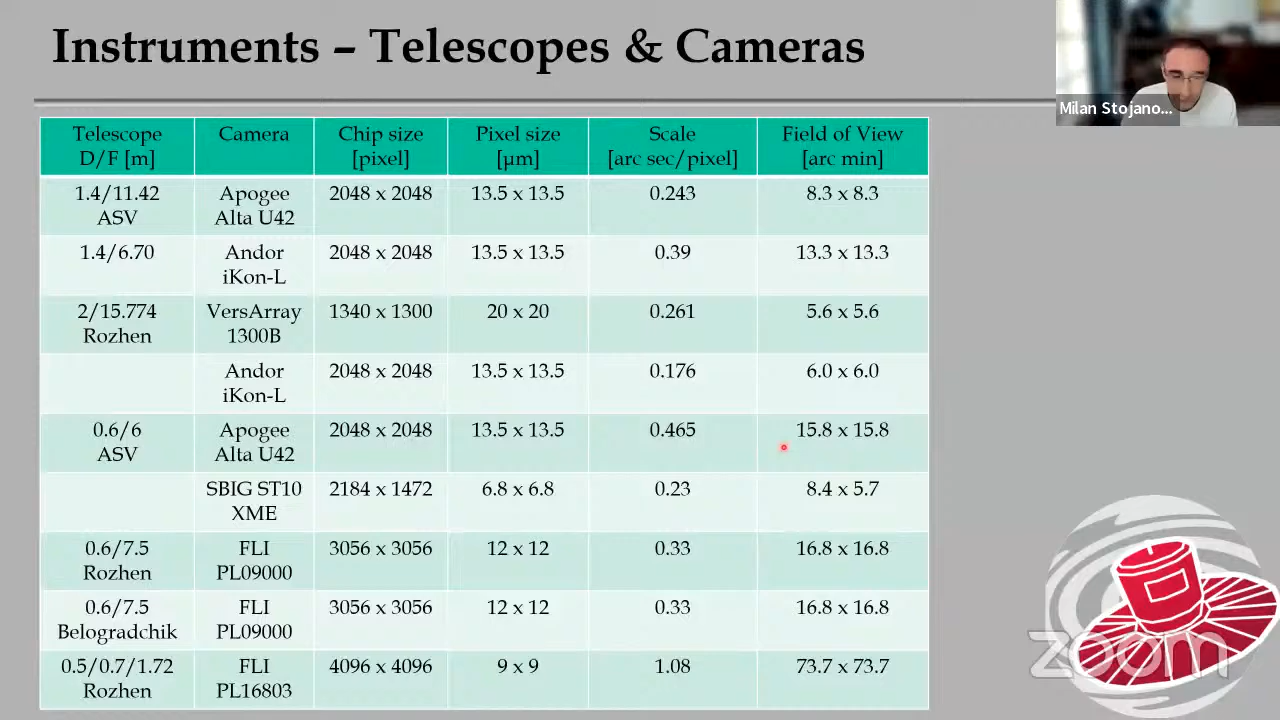 Instruments – Telescopes & Cameras
Milan Stojano...
Telescope D/F [m] Camera Chip size [pixel] Pixel size [µm] Scale [arc sec/pixel] Field of View [arc min]
1.4/11.42 ASV Apogee Alta U42 2048 x 2048 13.5 x 13.5 0.243 8.3 x 8.3
1.4/6.70 Andor iKon-L 2048 x 2048 13.5 x 13.5 0.39 13.3 x 13.3
2/15.774 Rozhen VersArray 1300B 1340 x 1300 20 x 20 0.261 5.6 x 5.6
Andor iKon-L 2048 x 2048 13.5 x 13.5 0.176 6.0 x 6.0
0.6/6 ASV Apogee Alta U42 2048 x 2048 13.5 x 13.5 0.465 15.8 x 15.8
SBIG ST10 XME 2184 x 1472 6.8 x 6.8 0.23 8.4 x 5.7
0.6/7.5 Rozhen FLI PL09000 3056 x 3056 12 x 12 0.33 16.8 x 16.8
0.6/7.5 Belogradchik FLI PL09000 3056 x 3056 12 x 12 0.33 16.8 x 16.8
0.5/0.7/1.72 Rozhen FLI PL16803 4096 x 4096 9 x 9 1.08 73.7 x 73.7
zoom